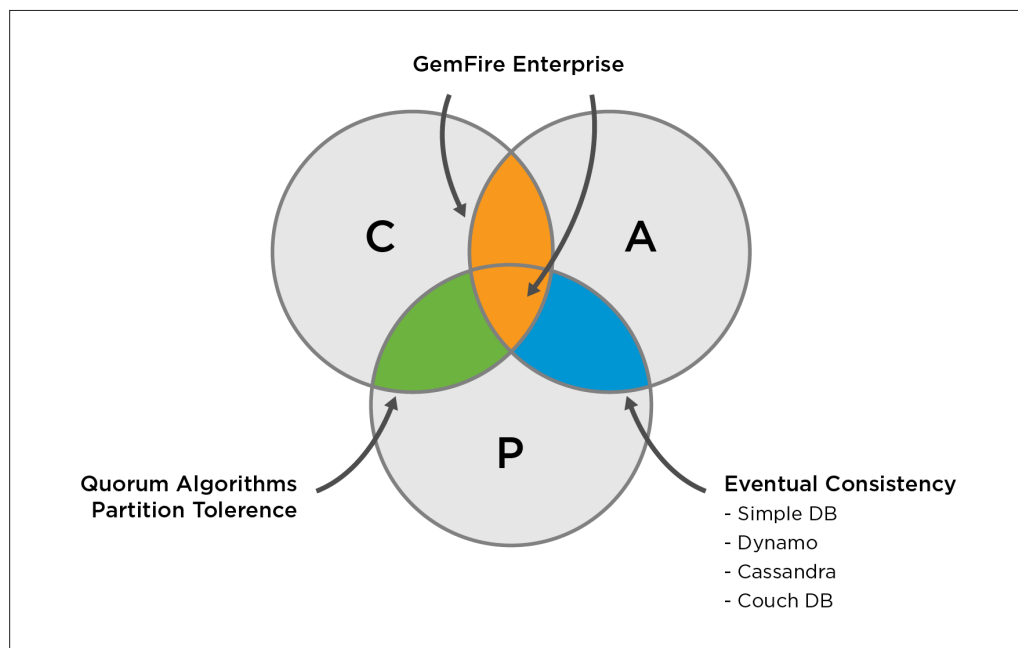 GemFire Enterprise
C
A
P
Quorum Algorithms
Partition Tolerence
Eventual Consistency
- Simple DB
- Dynamo
- Cassandra
- Couch DB